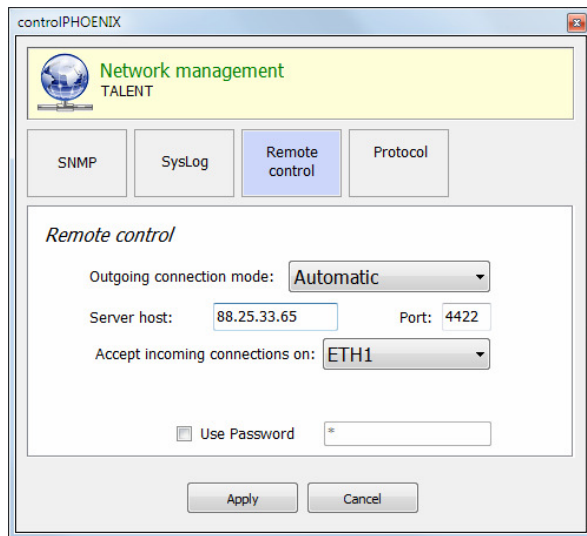 controlPHOENIX
Network management
TALENT
SNMP
SysLog
Remote
control
Protocol
Remote control
Outgoing connection mode: Automatic
Server host: 88.25.33.65 Port: 4422
Accept incoming connections on: ETH1
Use Password *
Apply Cancel